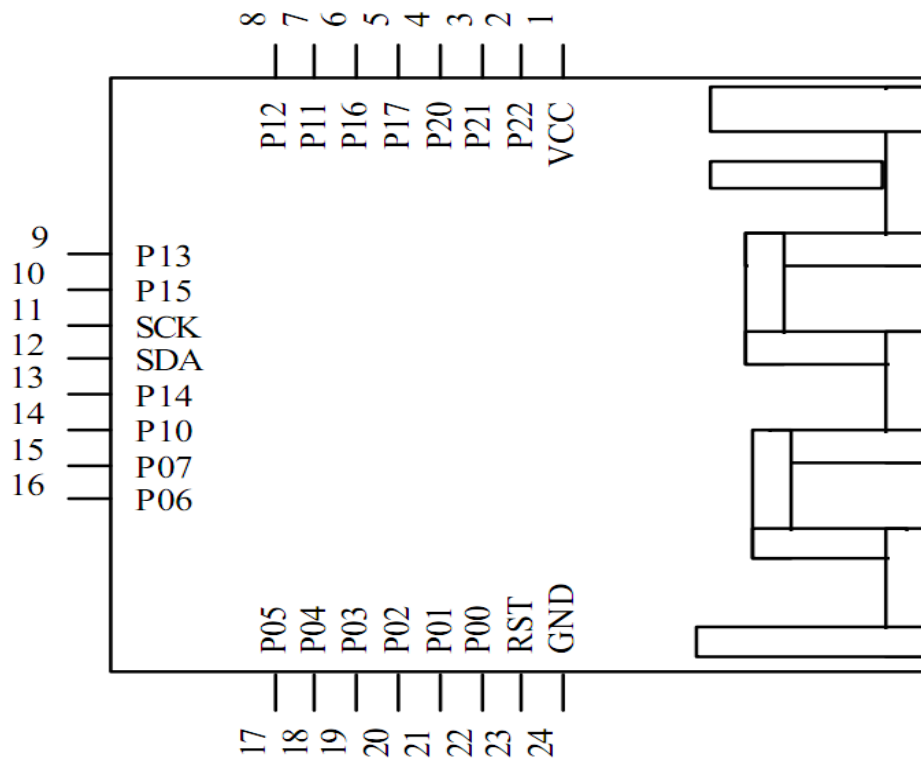 8 7 6 5 4 3 2 1
P12 P11 P16 P17 P20 P21 P22 VCC
9 P13
10 P15
11 SCK
12 SDA
13 P14
14 P10
15 P07
16 P06
P05 P04 P03 P02 P01 P00 RST GND
17 18 19 20 21 22 23 24